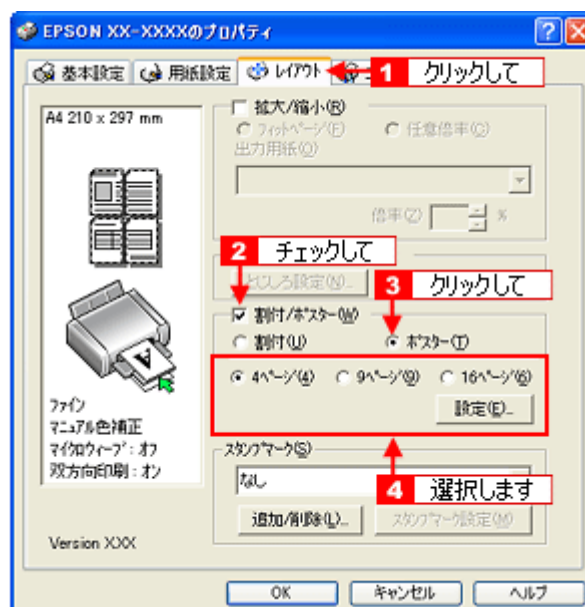 EPSON XX-XXXXのプロパティ
基本設定 用紙設定 レイアウト
1 クリックして
A4 210 x 297 mm
拡大/縮小(R)
フィットページ(F) 任意倍率(C)
出力用紙(O)
倍率(Z) %
2 チェックして
とじしろ設定(N)...
3 クリックして
割付/ポスター(W)
割付(U) ポスター(T)
4ページ(4) 9ページ(9) 16ページ(6)
設定(E)...
ファイン
マニュアル色補正
マイクロウィーブ : オフ
双方向印刷 : オン
スタンプマーク(S)
なし
4 選択します
追加/削除(L)... スタンプマーク設定(M)
Version XXX
OK キャンセル ヘルプ